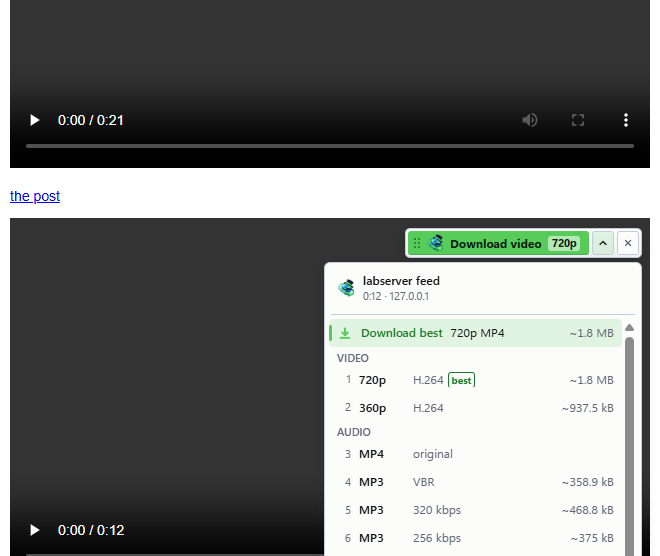 0:00 / 0:21
the post
Download video 720p
labserver feed
0:12 · 127.0.0.1
Download best 720p MP4 ~1.8 MB
VIDEO
1 720p H.264 best ~1.8 MB
2 360p H.264 ~937.5 kB
AUDIO
3 MP4 original
4 MP3 VBR ~358.9 kB
5 MP3 320 kbps ~468.8 kB
6 MP3 256 kbps ~375 kB
0:00 / 0:12